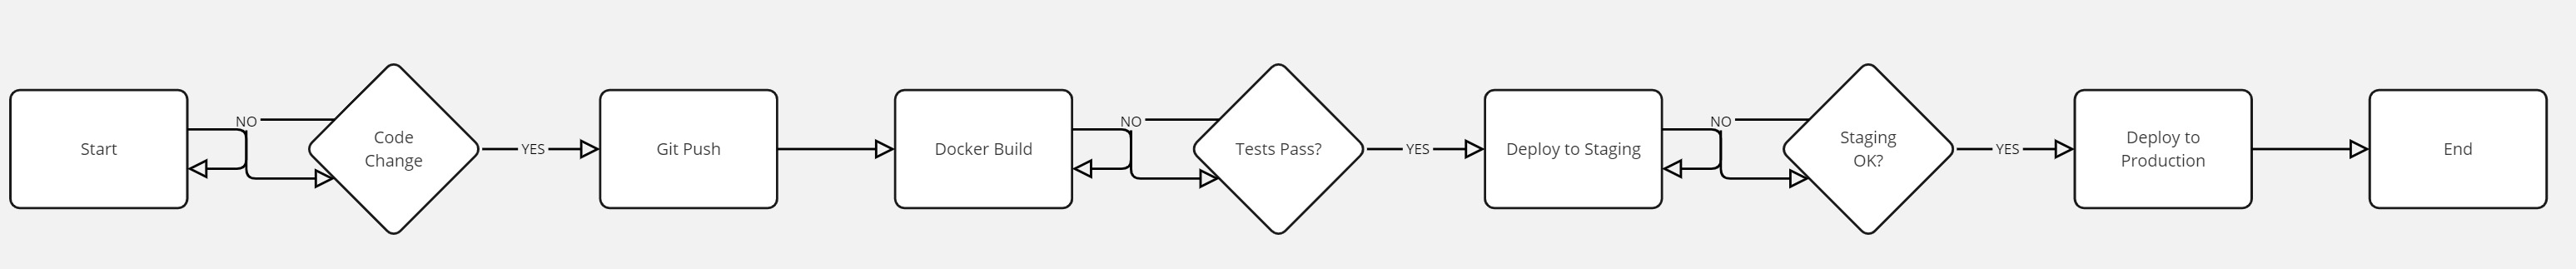 Start
NO
Code
Change
YES
Git Push
Docker Build
NO
Tests Pass?
YES
Deploy to Staging
NO
Staging
OK?
YES
Deploy to
Production
End